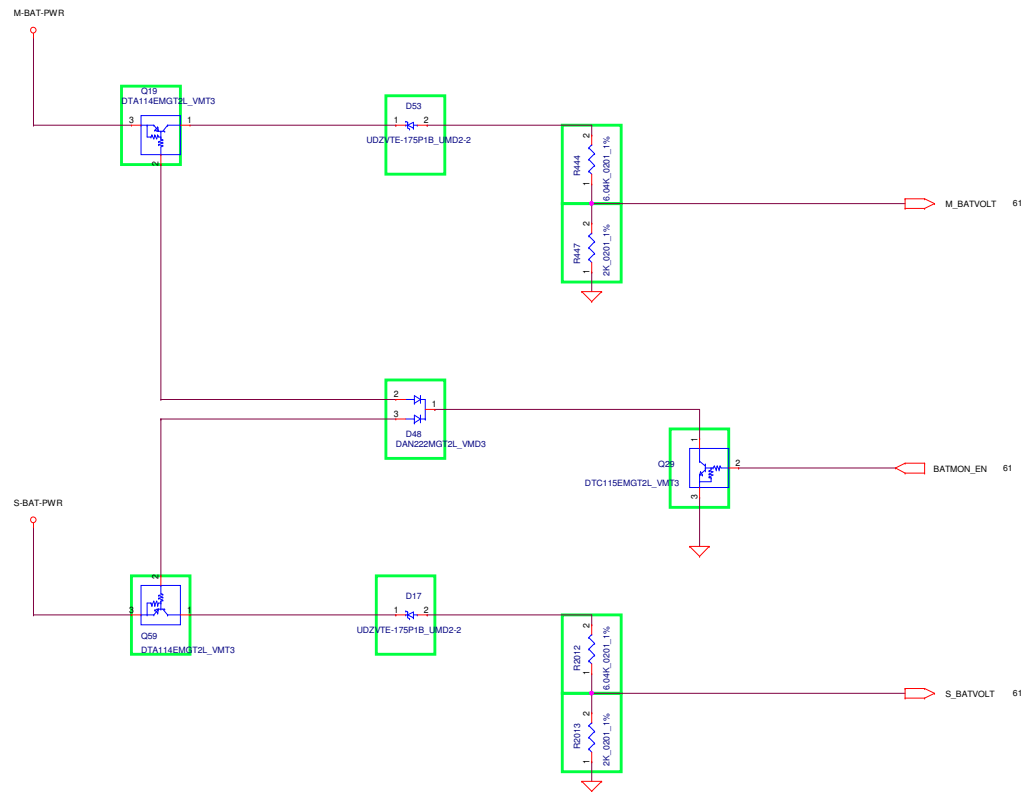 M-BAT-PWR
Q19
DTA114EMGT2L_VMT3
3
1
2
D53
1
2
UDZVTE-175P1B_UMD2-2
2
R444
6.04K_0201_1%
1
M_BATVOLT
61
2
R447
2K_0201_1%
1
2
3
1
D48
DAN222MGT2L_VMD3
1
Q29
2
DTC115EMGT2L_VMT3
3
BATMON_EN
61
S-BAT-PWR
2
3
1
Q59
DTA114EMGT2L_VMT3
D17
1
2
UDZVTE-175P1B_UMD2-2
2
R2012
6.04K_0201_1%
1
S_BATVOLT
61
2
R2013
2K_0201_1%
1